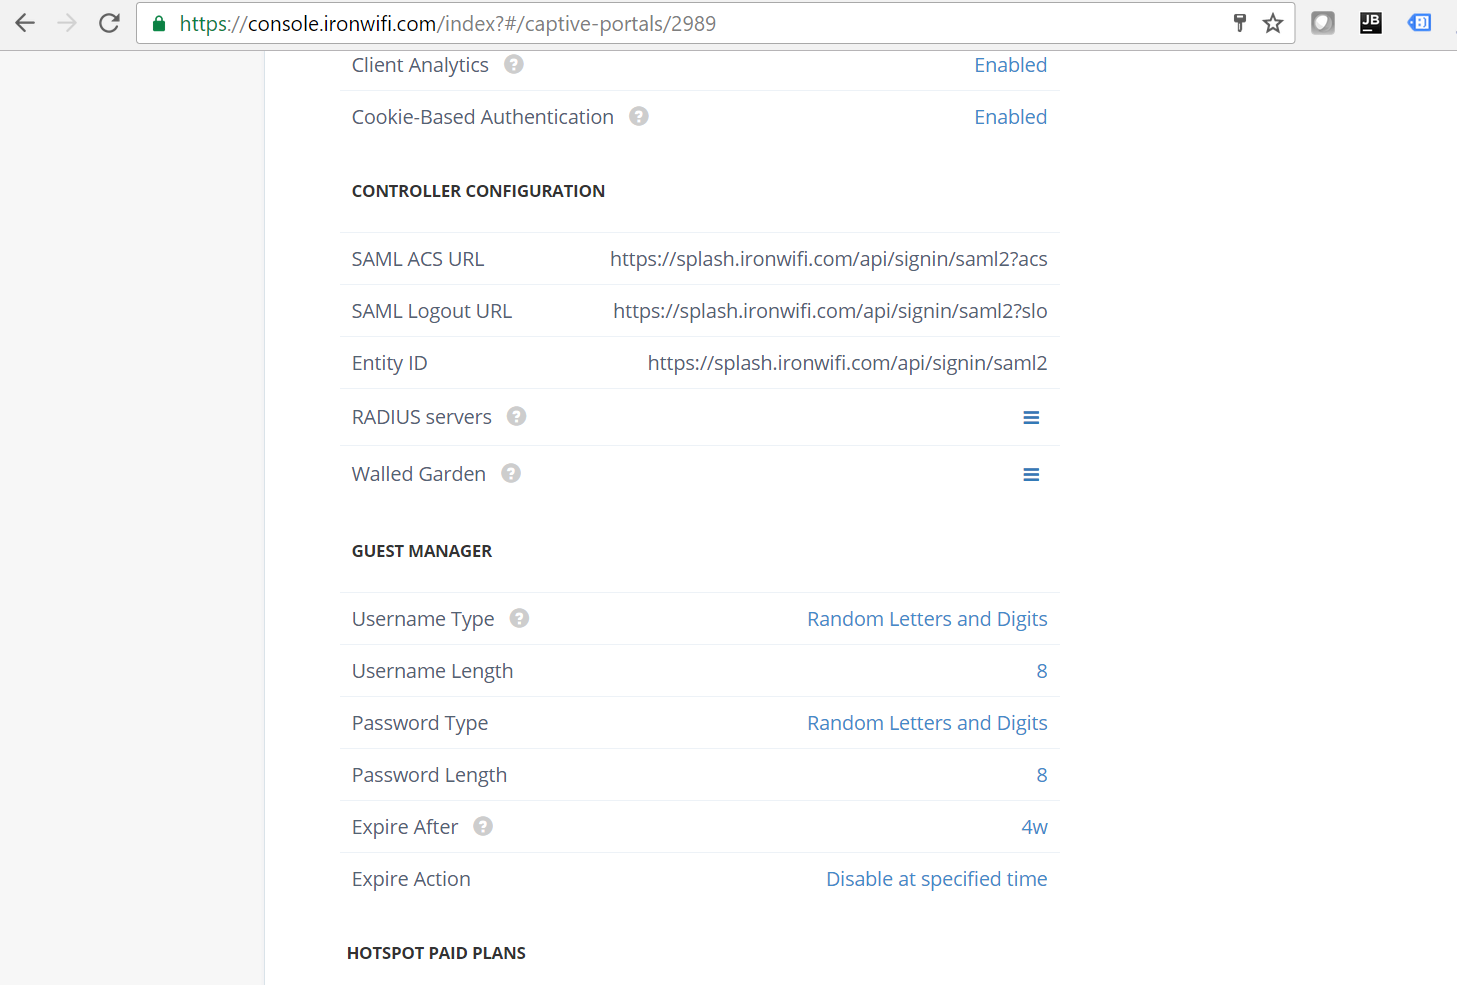 https://console.ironwifi.com/index?#/captive-portals/2989
JB
Client Analytics ? Enabled
Cookie-Based Authentication ? Enabled
CONTROLLER CONFIGURATION
SAML ACS URL https://splash.ironwifi.com/api/signin/saml2?acs
SAML Logout URL https://splash.ironwifi.com/api/signin/saml2?slo
Entity ID https://splash.ironwifi.com/api/signin/saml2
RADIUS servers ?
Walled Garden ?
GUEST MANAGER
Username Type ? Random Letters and Digits
Username Length 8
Password Type Random Letters and Digits
Password Length 8
Expire After ? 4w
Expire Action Disable at specified time
HOTSPOT PAID PLANS